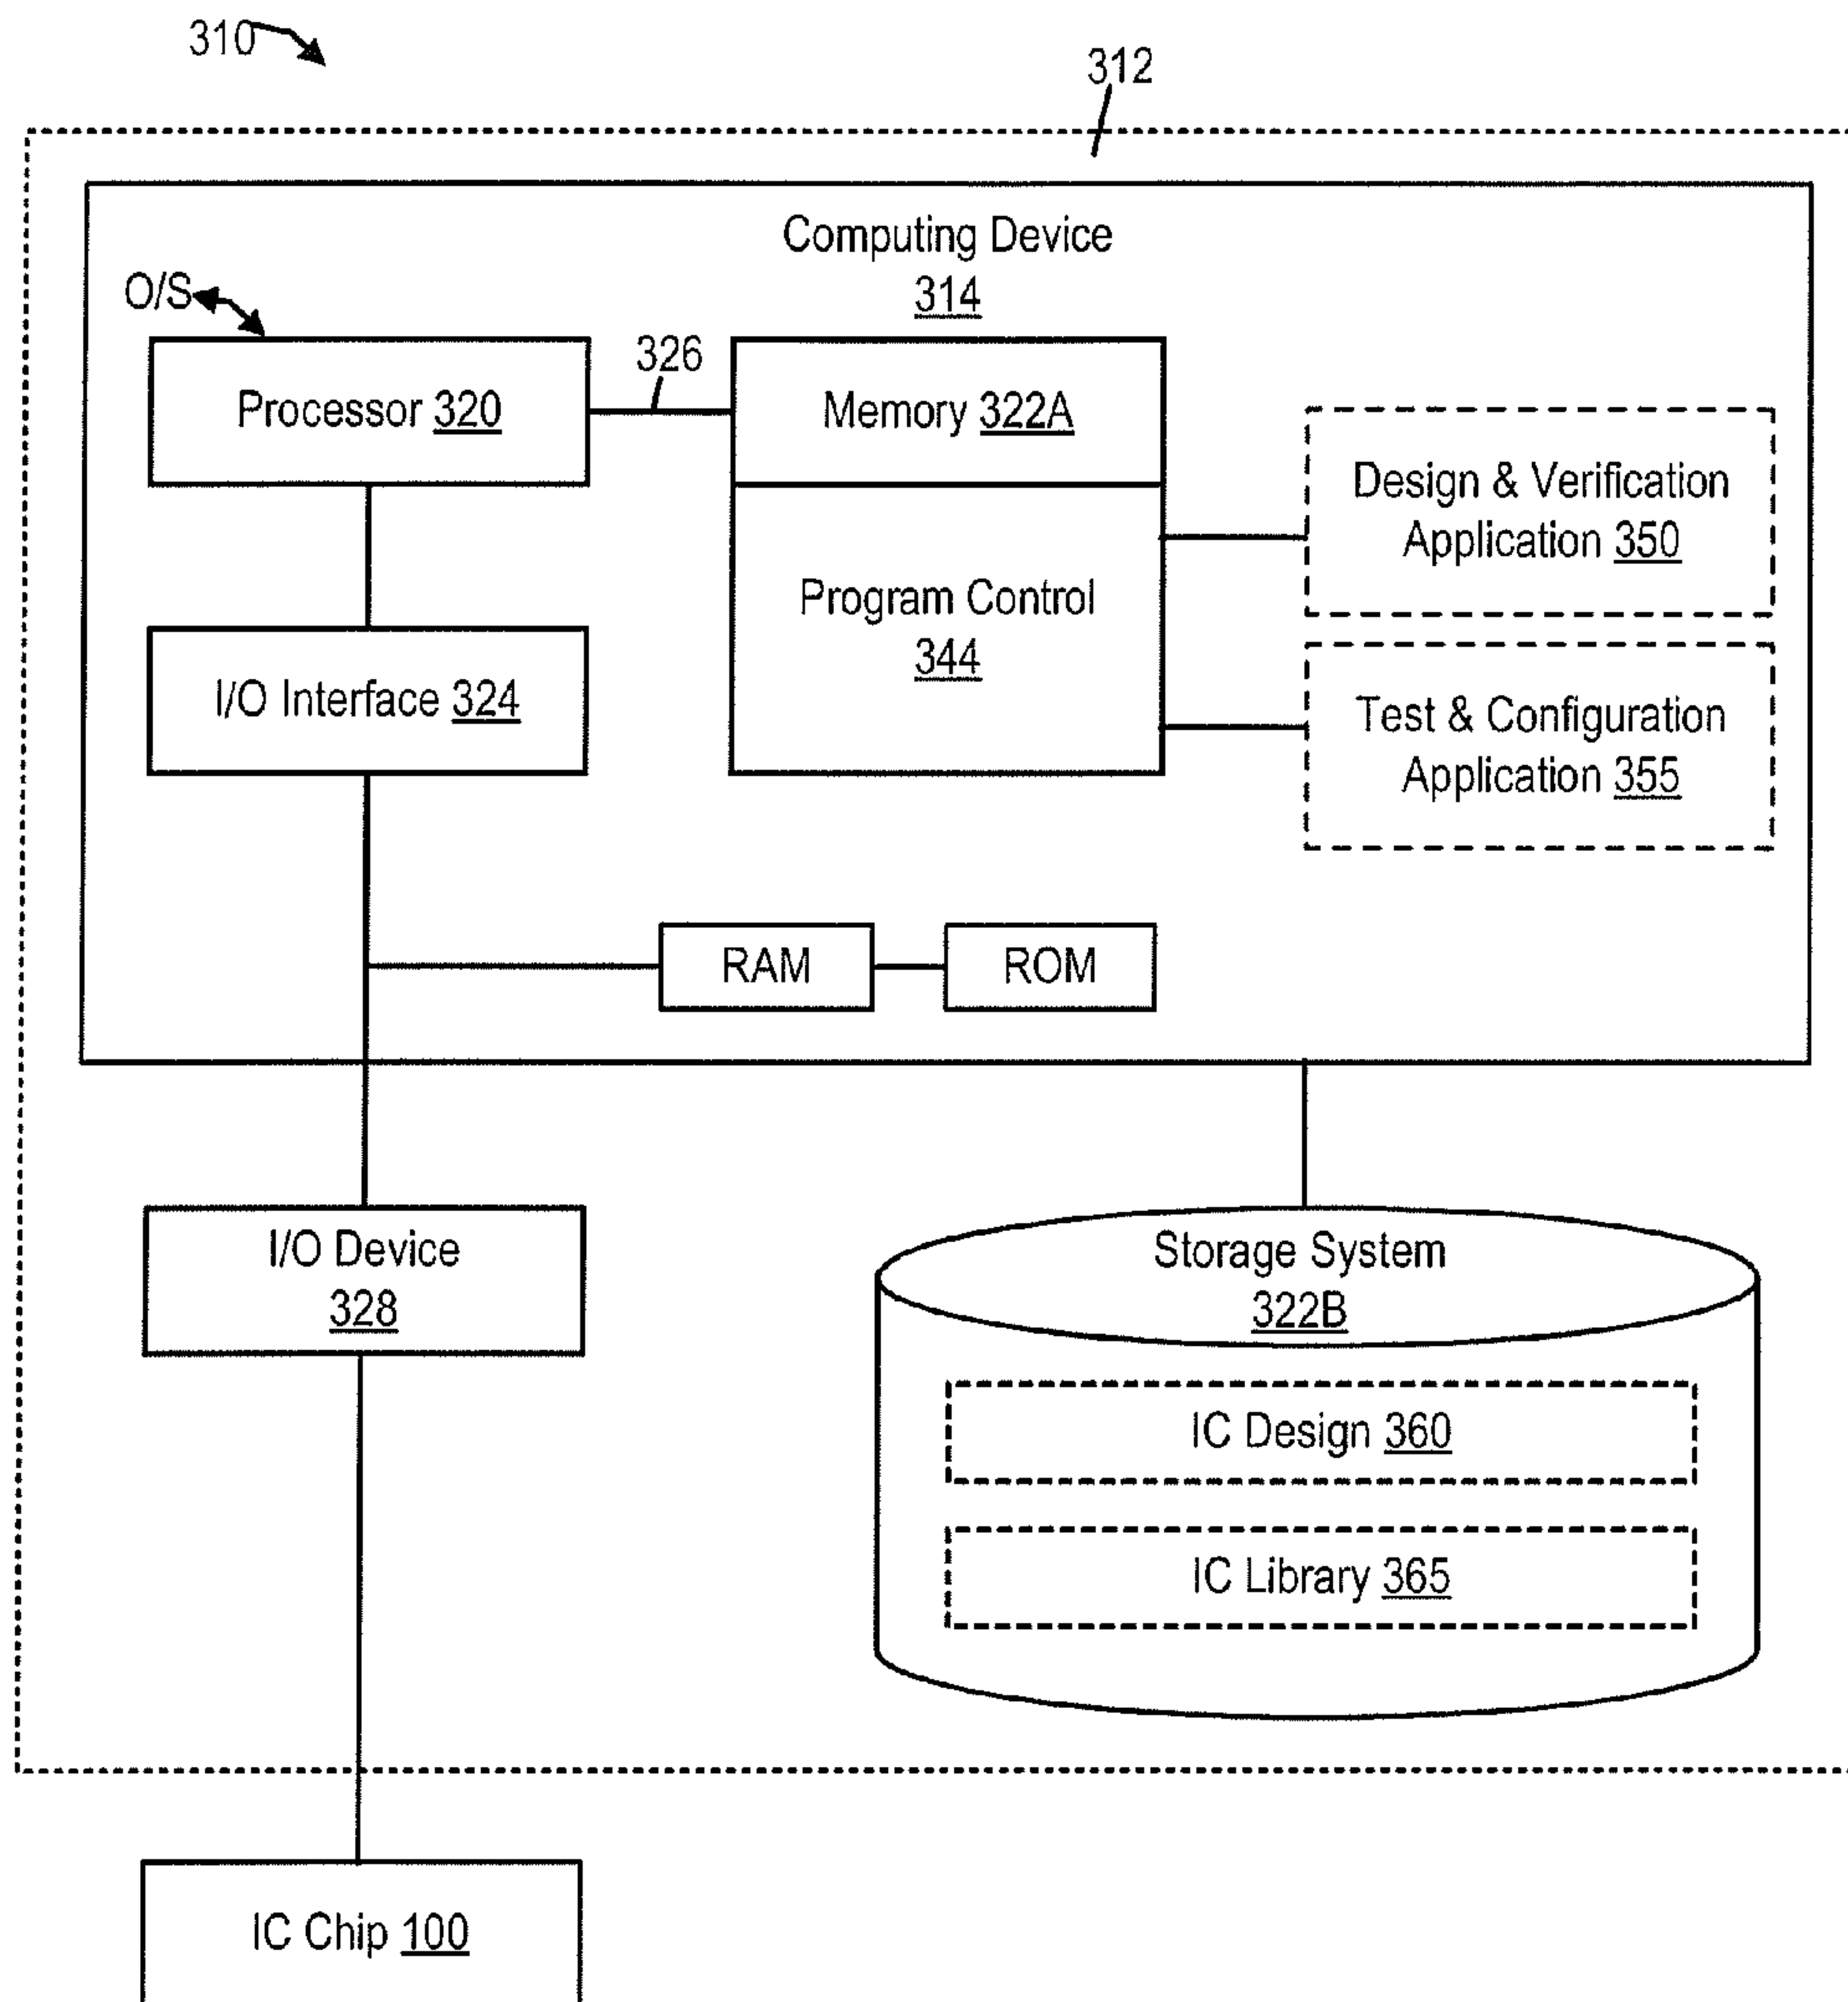 310
312
Computing Device
314
O/S
326
Processor 320
Memory 322A
Design & Verification
Application 350
Program Control
344
I/O Interface 324
Test & Configuration
Application 355
RAM
ROM
I/O Device
328
Storage System
322B
IC Design 360
IC Library 365
IC Chip 100